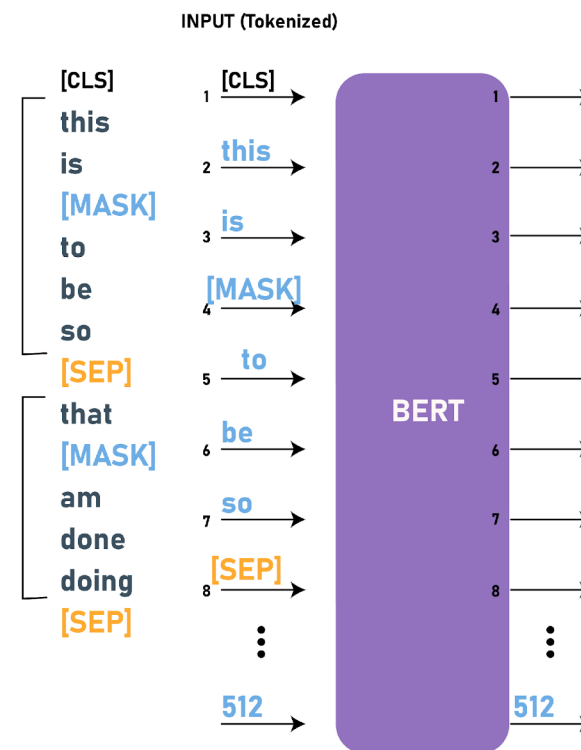 INPUT (Tokenized)
[CLS]
this
is
[MASK]
to
be
so
[SEP]
that
[MASK]
am
done
doing
[SEP]
1 [CLS]
2 this
3 is
4 [MASK]
5 to
6 be
7 so
8 [SEP]
512
BERT
1
2
3
4
5
6
7
8
512